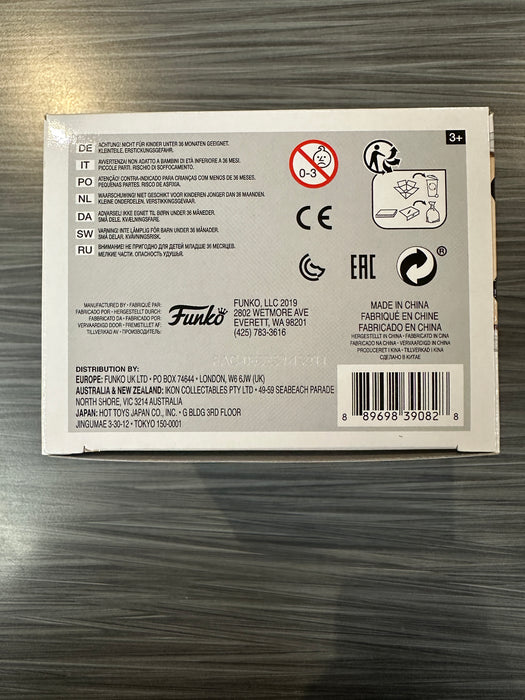 3+
DE ACHTUNG! NICHT FÜR KINDER UNTER 36 MONATEN GEEIGNET.
KLEINTEILE. ERSTICKUNGSGEFAHR.
IT AVVERTENZA! NON ADATTO A BAMBINI DI ETÀ INFERIORE A 36 MESI.
PICCOLE PARTI. RISCHIO DI SOFFOCAMENTO.
PO ATENÇÃO! CONTRA-INDICADO PARA CRIANÇAS COM MENOS DE 36 MESES.
PEQUENAS PARTES. RISCO DE ASFIXIA.
NL WAARSCHUWING! NIET GESCHIKT VOOR KINDEREN JONGER DAN 36 MAANDEN.
KLEINE ONDERDELEN. VERSTIKKINGSGEVAAR.
DA ADVARSEL! IKKE EGNET TIL BØRN UNDER 36 MÅNEDER.
SMÅ DELE. KVÆLNINGSFARE.
SW VARNING! INTE LÄMPLIG FÖR BARN UNDER 36 MÅNADER.
SMÅ DELAR. KVÄVNINGSRISK.
RU ВНИМАНИЕ! НЕ ПРИГОДНО ДЛЯ ДЕТЕЙ МЛАДШЕ 36 МЕСЯЦЕВ.
МЕЛКИЕ ЧАСТИ. ОПАСНОСТЬ УДУШЬЯ.
0-3
CE
EAC
®
MANUFACTURED BY • FABRIQUÉ PAR:
FABRICADO POR • HERGESTELLT DURCH:
FABBRICATO DA • FABRICADO POR:
VERVAARDIGD DOOR • FREMSTILLET AF:
TILLVERKAD AV • ПРОИЗВОДИТЕЛЬ:
Funko
FUNKO, LLC 2019
2802 WETMORE AVE
EVERETT, WA 98201
(425) 783-3616
MADE IN CHINA
FABRIQUÉ EN CHINE
FABRICADO EN CHINA
HERGESTELLT IN CHINA • FABBRICATO IN CINA
FABRICADO NA CHINA • VERVAARDIGD IN CHINA
PRODUCERET I KINA • TILLVERKAD I KINA
СДЕЛАНО В КИТАЕ
DISTRIBUTION BY:
EUROPE: FUNKO UK LTD • PO BOX 74644 • LONDON, W6 6JW (UK)
AUSTRALIA & NEW ZEALAND: IKON COLLECTABLES PTY LTD • 49-59 SEABEACH PARADE
NORTH SHORE, VIC 3214 AUSTRALIA
JAPAN: HOT TOYS JAPAN CO., INC. • G BLDG 3RD FLOOR
JINGUMAE 3-30-12 • TOKYO 150-0001
8 89698 39082 8